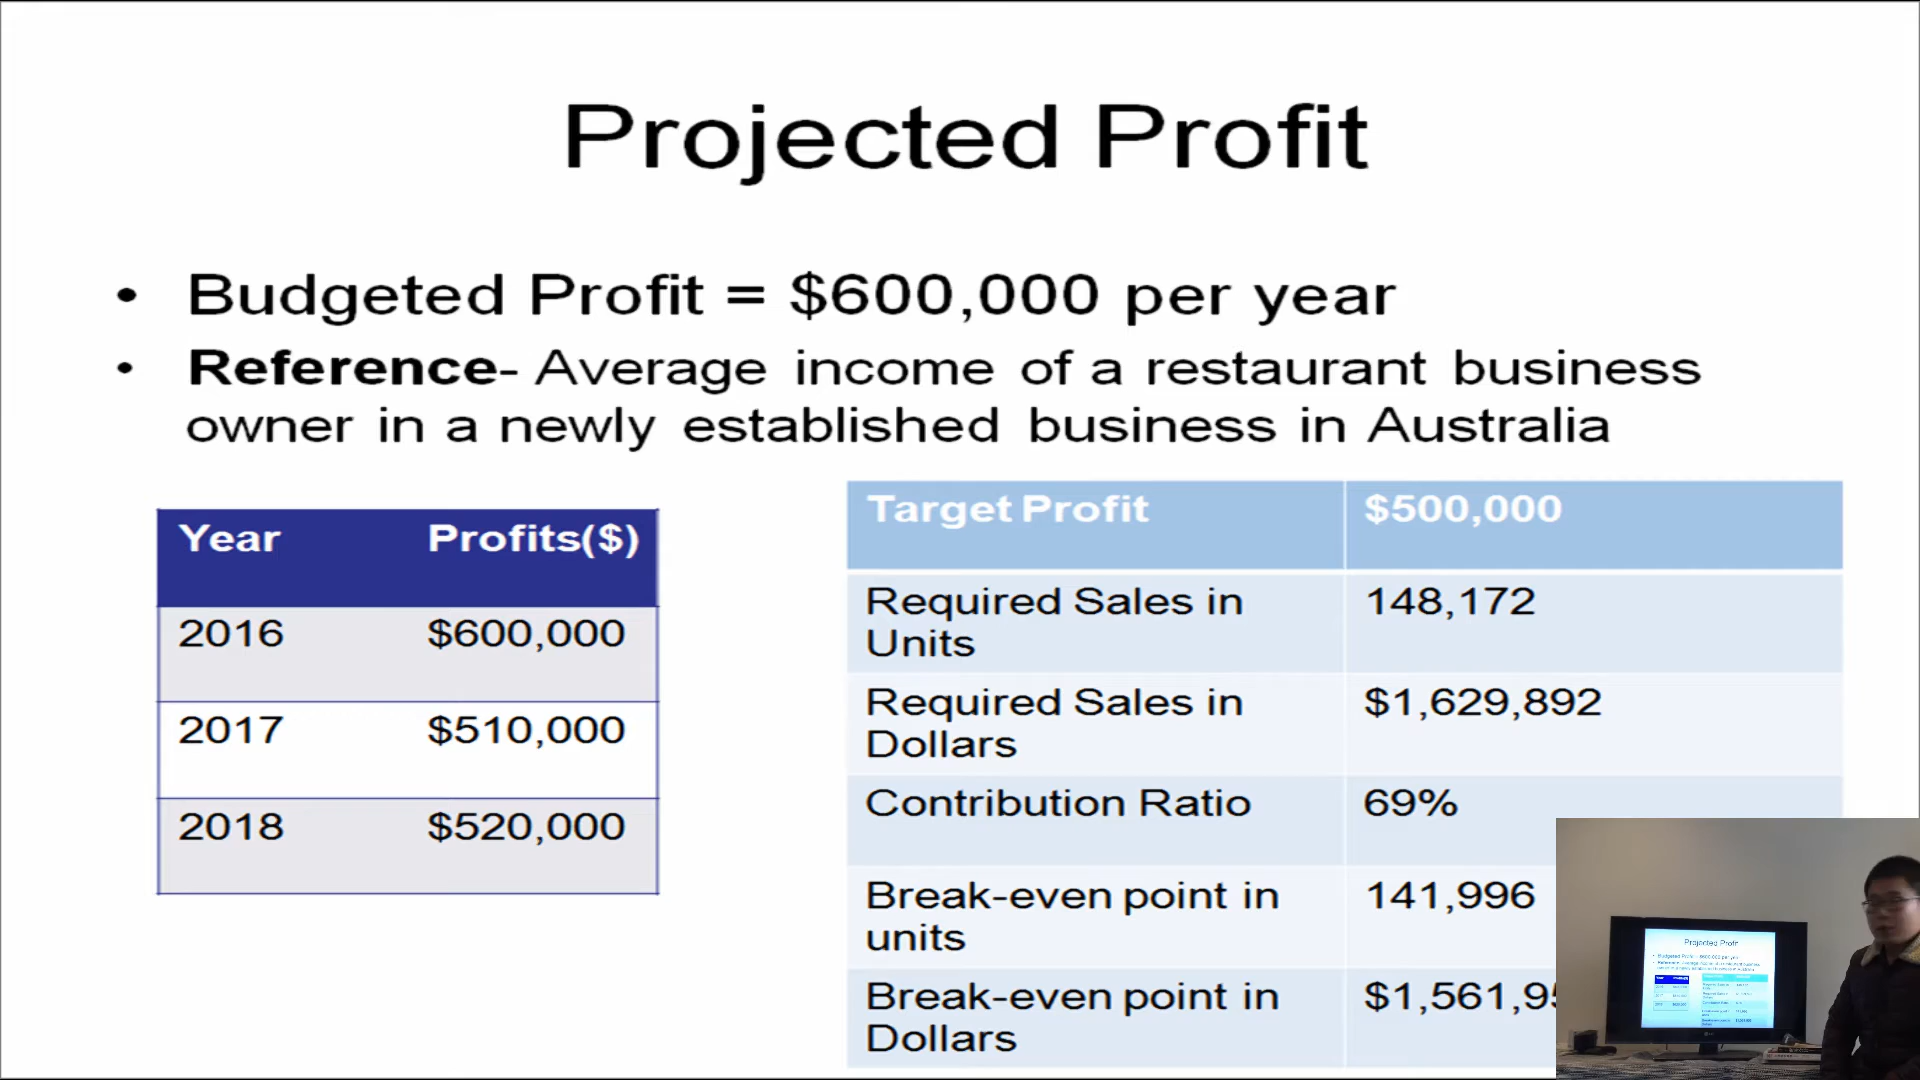 Projected Profit
• Budgeted Profit = $600,000 per year
• Reference- Average income of a restaurant business
owner in a newly established business in Australia
Year Profits($)
2016 $600,000
2017 $510,000
2018 $520,000
Target Profit $500,000
Required Sales in
Units
148,172
Required Sales in
Dollars
$1,629,892
Contribution Ratio 69%
Break-even point in
units
141,996
Break-even point in
Dollars
Projected Profit